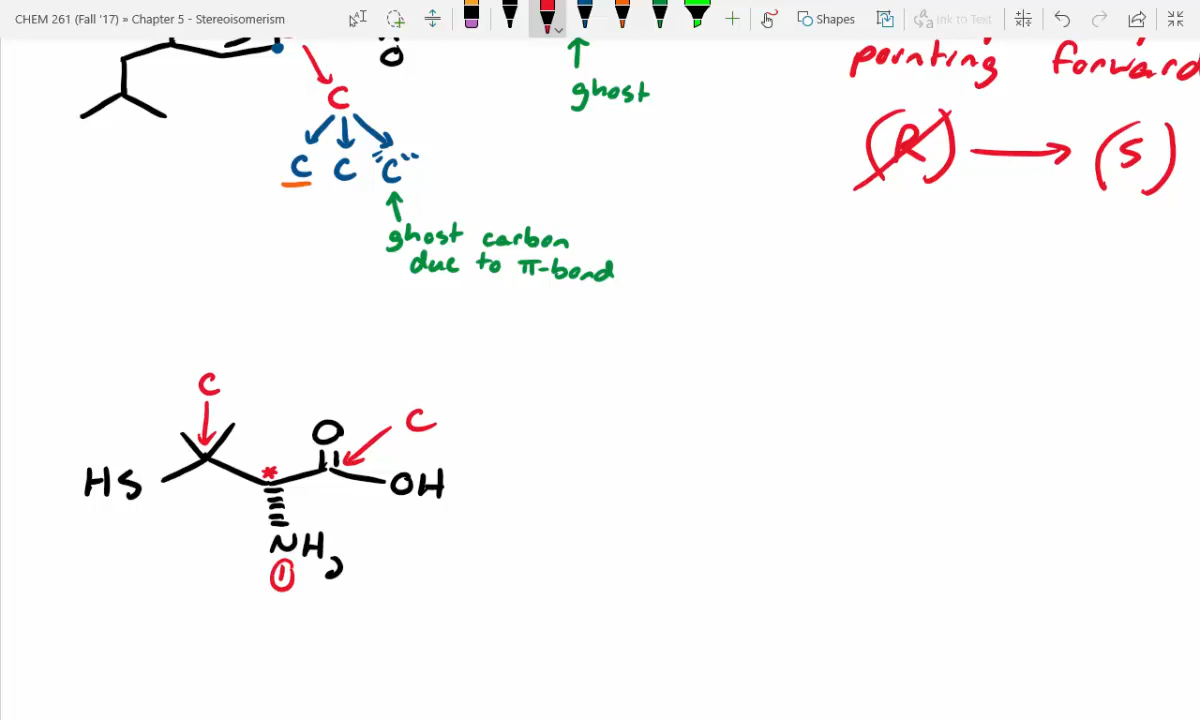 CHEM 261 (Fall '17) » Chapter 5 - Stereoisomerism
Shapes
Ink to Text
O
C
ghost
pointing forward
(R) → (S)
C C "C"
ghost carbon
due to π-bond
C
C
O
*
HS
OH
NH2
1